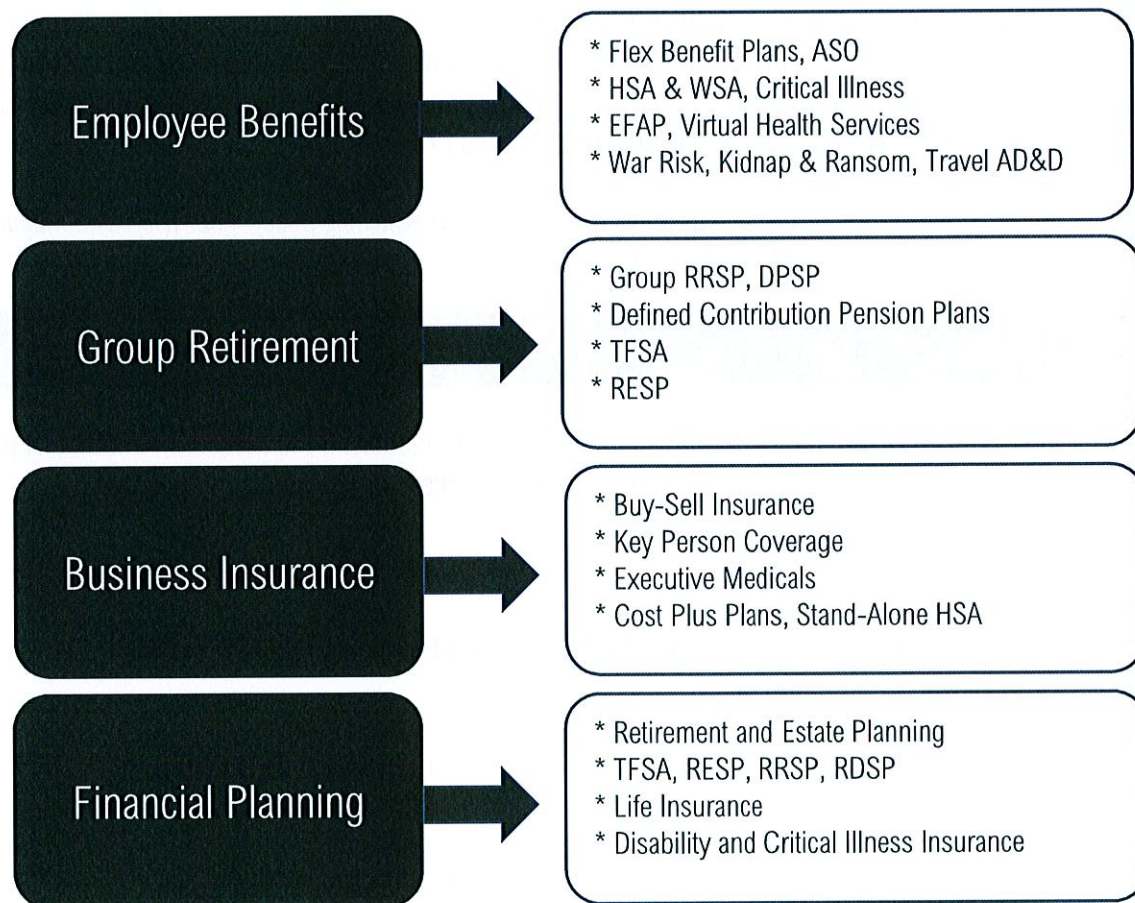 Employee Benefits
* Flex Benefit Plans, ASO
* HSA & WSA, Critical Illness
* EFAP, Virtual Health Services
* War Risk, Kidnap & Ransom, Travel AD&D
Group Retirement
* Group RRSP, DPSP
* Defined Contribution Pension Plans
* TFSA
* RESP
Business Insurance
* Buy-Sell Insurance
* Key Person Coverage
* Executive Medicals
* Cost Plus Plans, Stand-Alone HSA
Financial Planning
* Retirement and Estate Planning
* TFSA, RESP, RRSP, RDSP
* Life Insurance
* Disability and Critical Illness Insurance